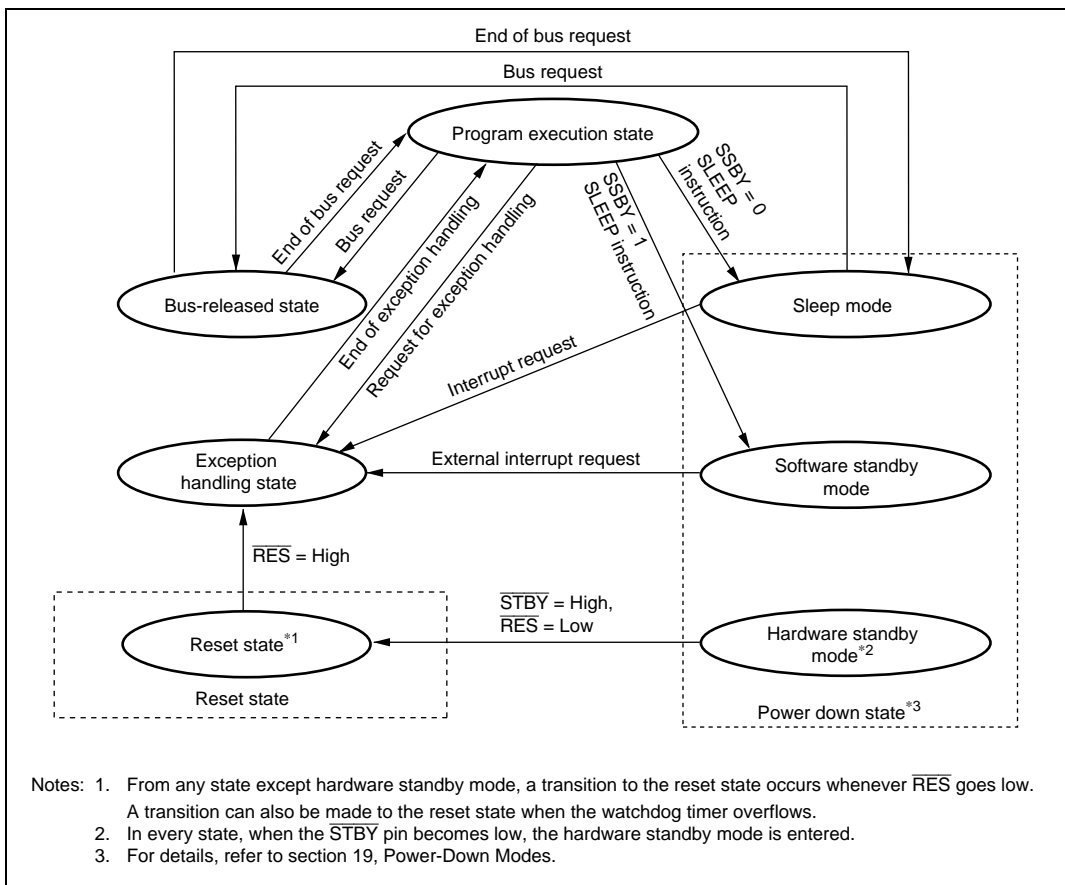 End of bus request
Bus request
Program execution state
End of bus request
Bus request
End of exception handling
Request for exception handling
SSBY = 1
SLEEP instruction
SSBY = 0
SLEEP
instruction
Bus-released state
Sleep mode
Interrupt request
Exception
handling state
External interrupt request
Software standby
mode
R̅E̅S̅ = High
S̅T̅B̅Y̅ = High,
R̅E̅S̅ = Low
Reset state*1
Hardware standby
mode*2
Reset state
Power down state*3
Notes: 1. From any state except hardware standby mode, a transition to the reset state occurs whenever R̅E̅S̅ goes low.
A transition can also be made to the reset state when the watchdog timer overflows.
2. In every state, when the S̅T̅B̅Y̅ pin becomes low, the hardware standby mode is entered.
3. For details, refer to section 19, Power-Down Modes.